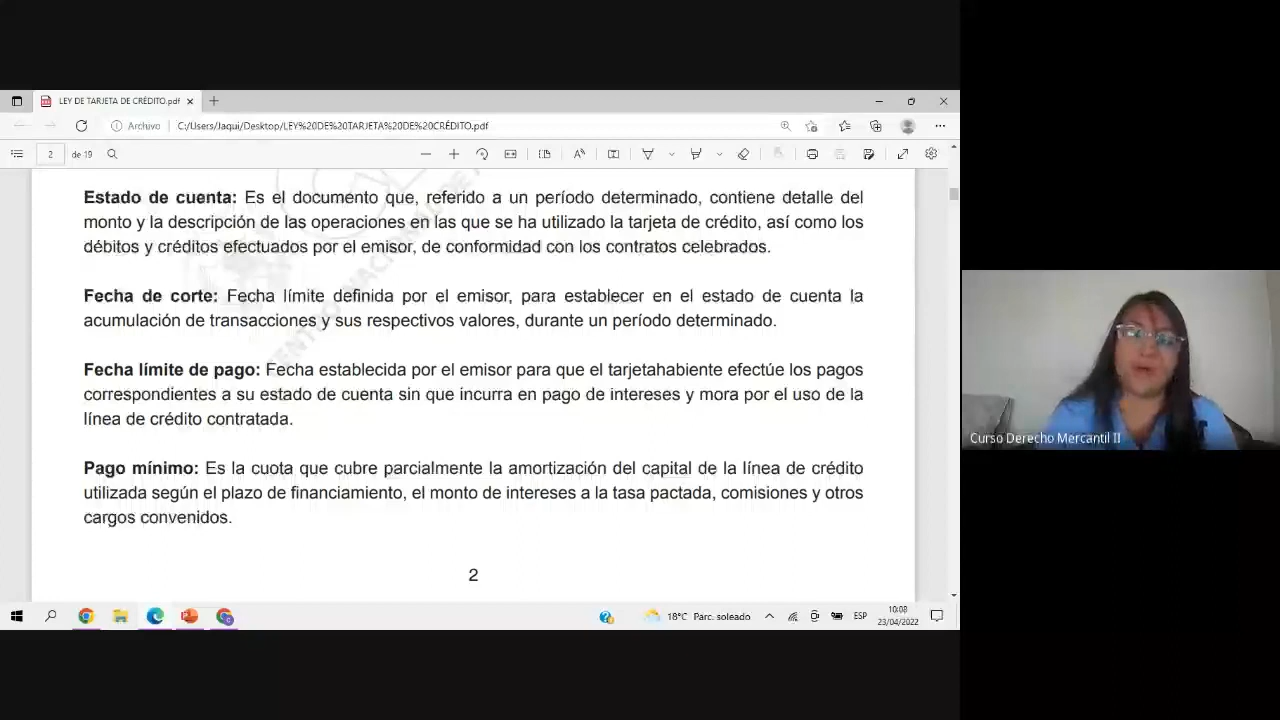 LEY DE TARJETA DE CRÉDITO.pdf
Archivo
C:/Users/Jaqui/Desktop/LEY%20DE%20TARJETA%20DE%20CRÉDITO.pdf
2
de 19
Estado de cuenta: Es el documento que, referido a un período determinado, contiene detalle del
monto y la descripción de las operaciones en las que se ha utilizado la tarjeta de crédito, así como los
débitos y créditos efectuados por el emisor, de conformidad con los contratos celebrados.
Fecha de corte: Fecha límite definida por el emisor, para establecer en el estado de cuenta la
acumulación de transacciones y sus respectivos valores, durante un período determinado.
Fecha límite de pago: Fecha establecida por el emisor para que el tarjetahabiente efectúe los pagos
correspondientes a su estado de cuenta sin que incurra en pago de intereses y mora por el uso de la
línea de crédito contratada.
Pago mínimo: Es la cuota que cubre parcialmente la amortización del capital de la línea de crédito
utilizada según el plazo de financiamiento, el monto de intereses a la tasa pactada, comisiones y otros
cargos convenidos.
2
18°C Parc. soleado
ESP
10:08
23/04/2022
Curso Derecho Mercantil II